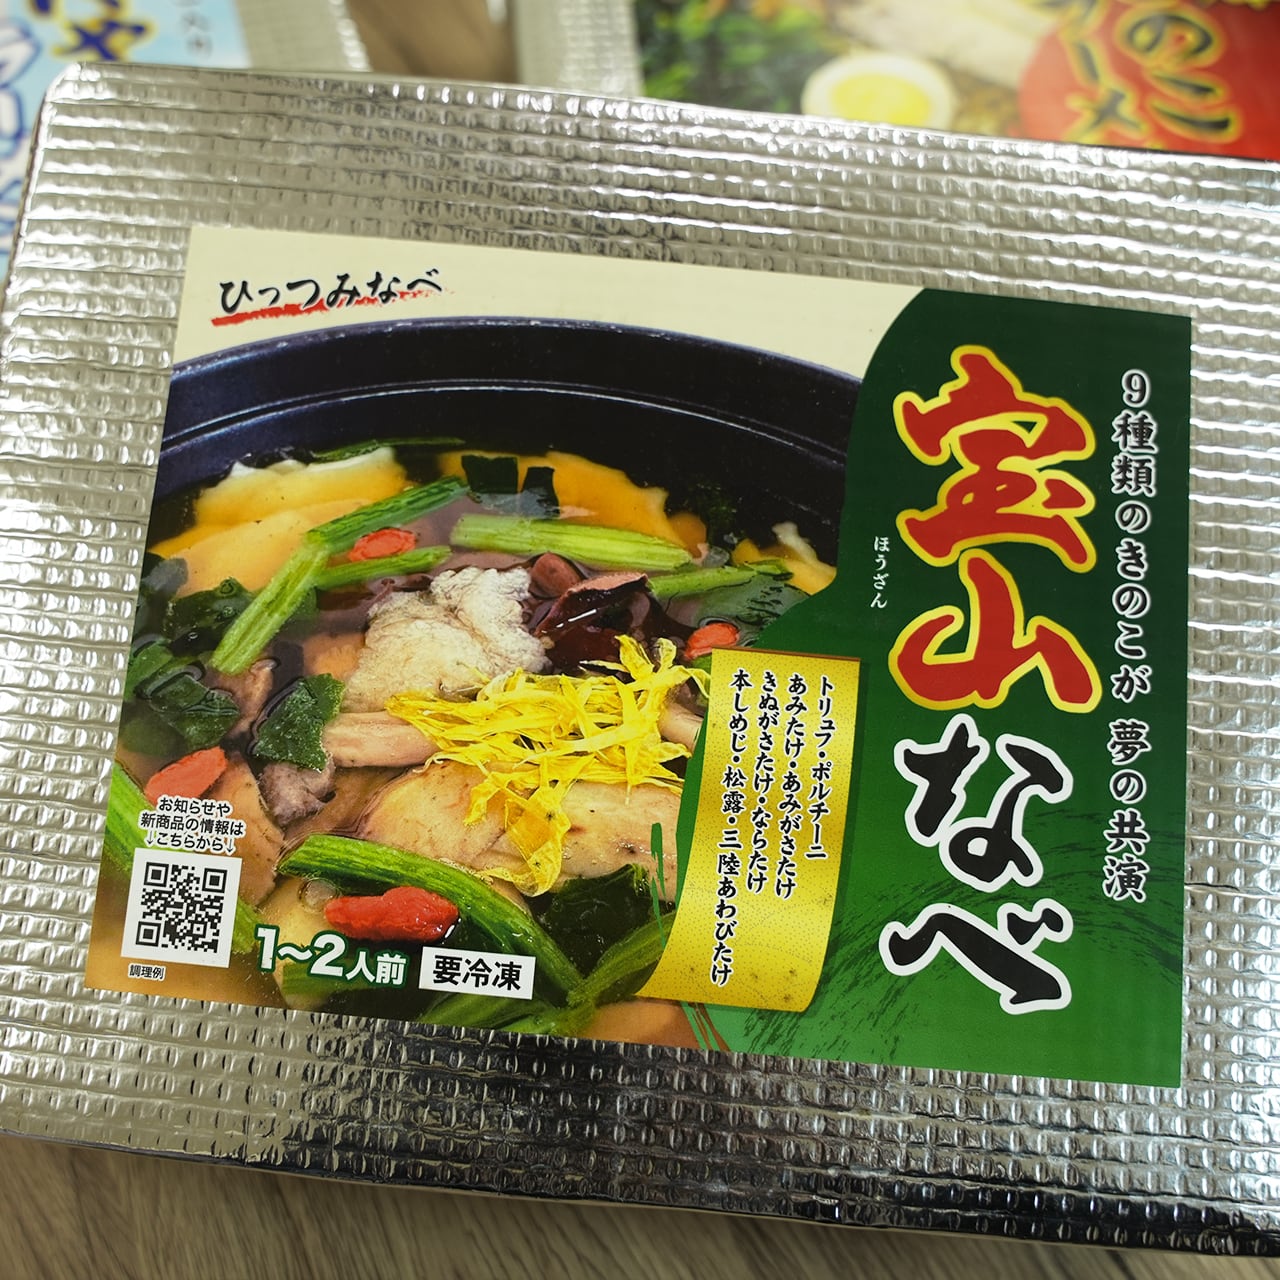 ひっつみなべ
9種類のきのこが 夢の共演
宝山なべ
ほうざん
トリュフ・ポルチーニ
あみたけ・あみがさたけ
きぬがさたけ・ならたけ
本しめじ・松露・三陸あわびたけ
お知らせや
新商品の情報は
↓こちらから↓
調理例
1〜2人前
要冷凍
のこ
ラーメ